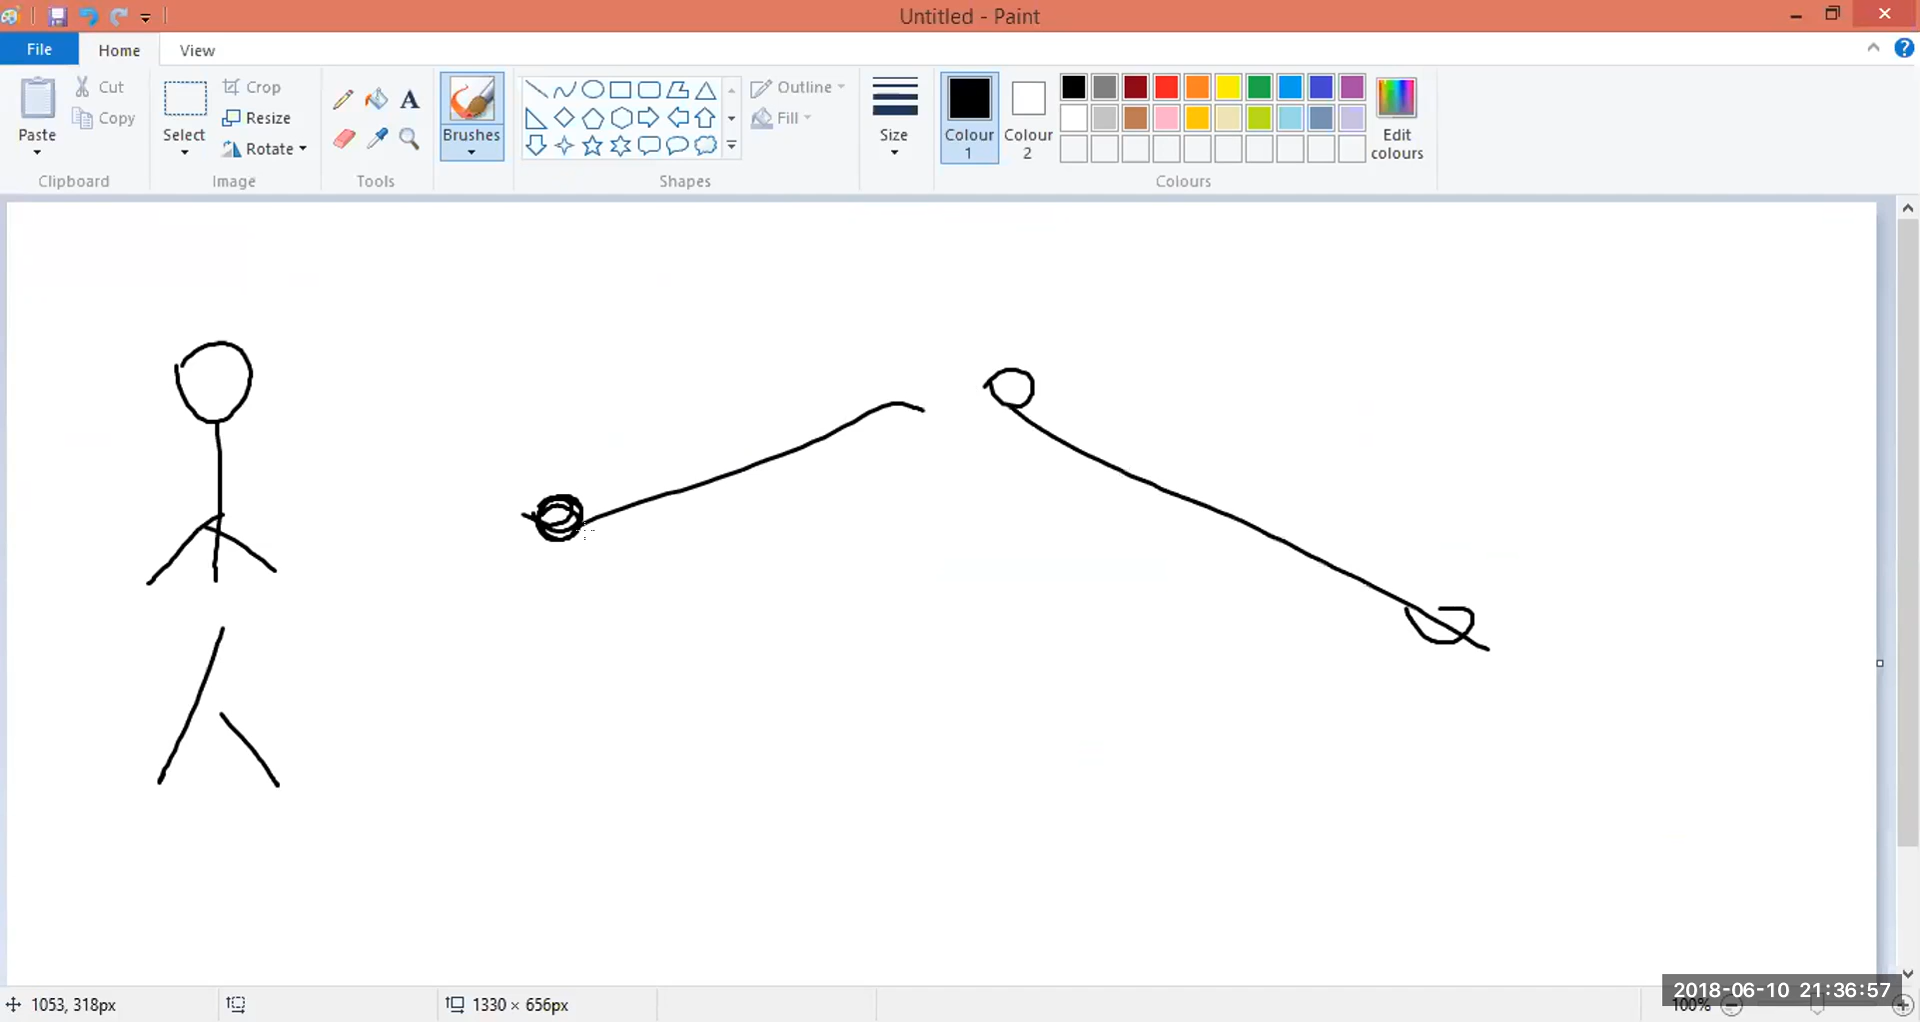 Untitled - Paint
File Home View
Paste
Cut
Copy
Clipboard
Select
Crop
Resize
Rotate
Image
A
Tools
Brushes
Shapes
Outline
Fill
Size
Colour
1
Colour
2
Edit
colours
Colours
1053, 318px
1330 × 656px
2018-06-10 21:36:57
100%